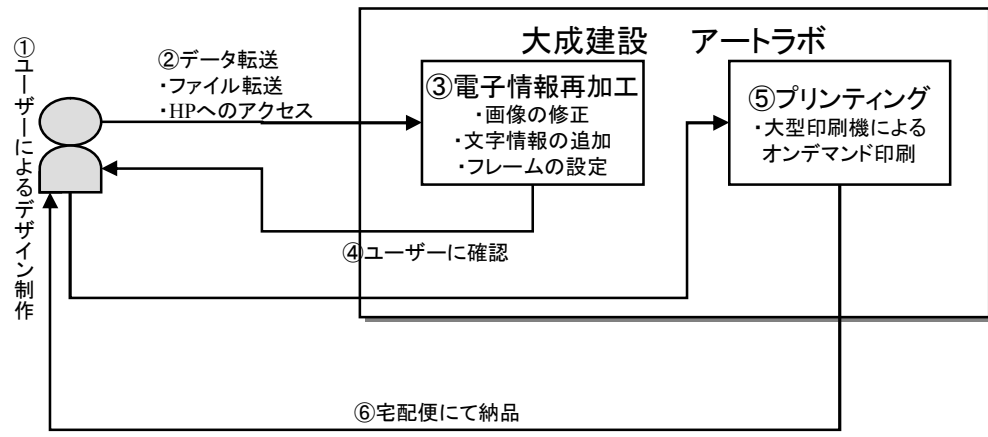 大成建設　アートラボ
①ユーザーによるデザイン制作
②データ転送
・ファイル転送
・HPへのアクセス
③電子情報再加工
・画像の修正
・文字情報の追加
・フレームの設定
④ユーザーに確認
⑤プリンティング
・大型印刷機による
オンデマンド印刷
⑥宅配便にて納品